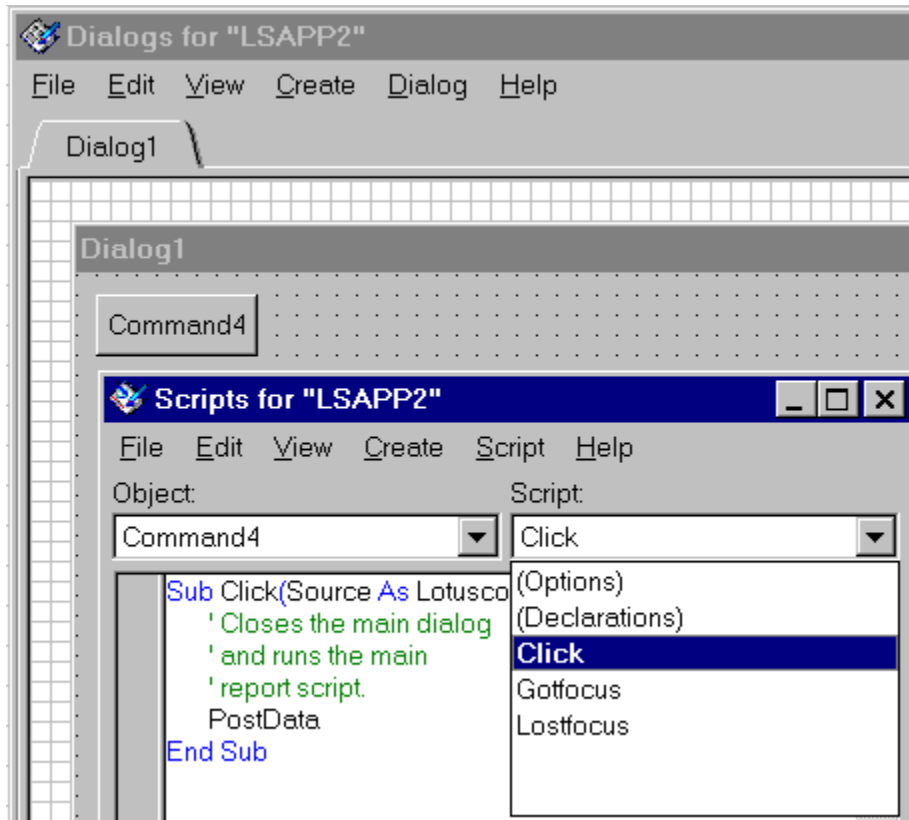 Dialogs for "LSAPP2"
File Edit View Create Dialog Help
Dialog1
Dialog1
Command4
Scripts for "LSAPP2"
File Edit View Create Script Help
Object: Script:
Command4 Click
Sub Click(Source As Lotusco
' Closes the main dialog
' and runs the main
' report script.
PostData
End Sub
(Options)
(Declarations)
Click
Gotfocus
Lostfocus